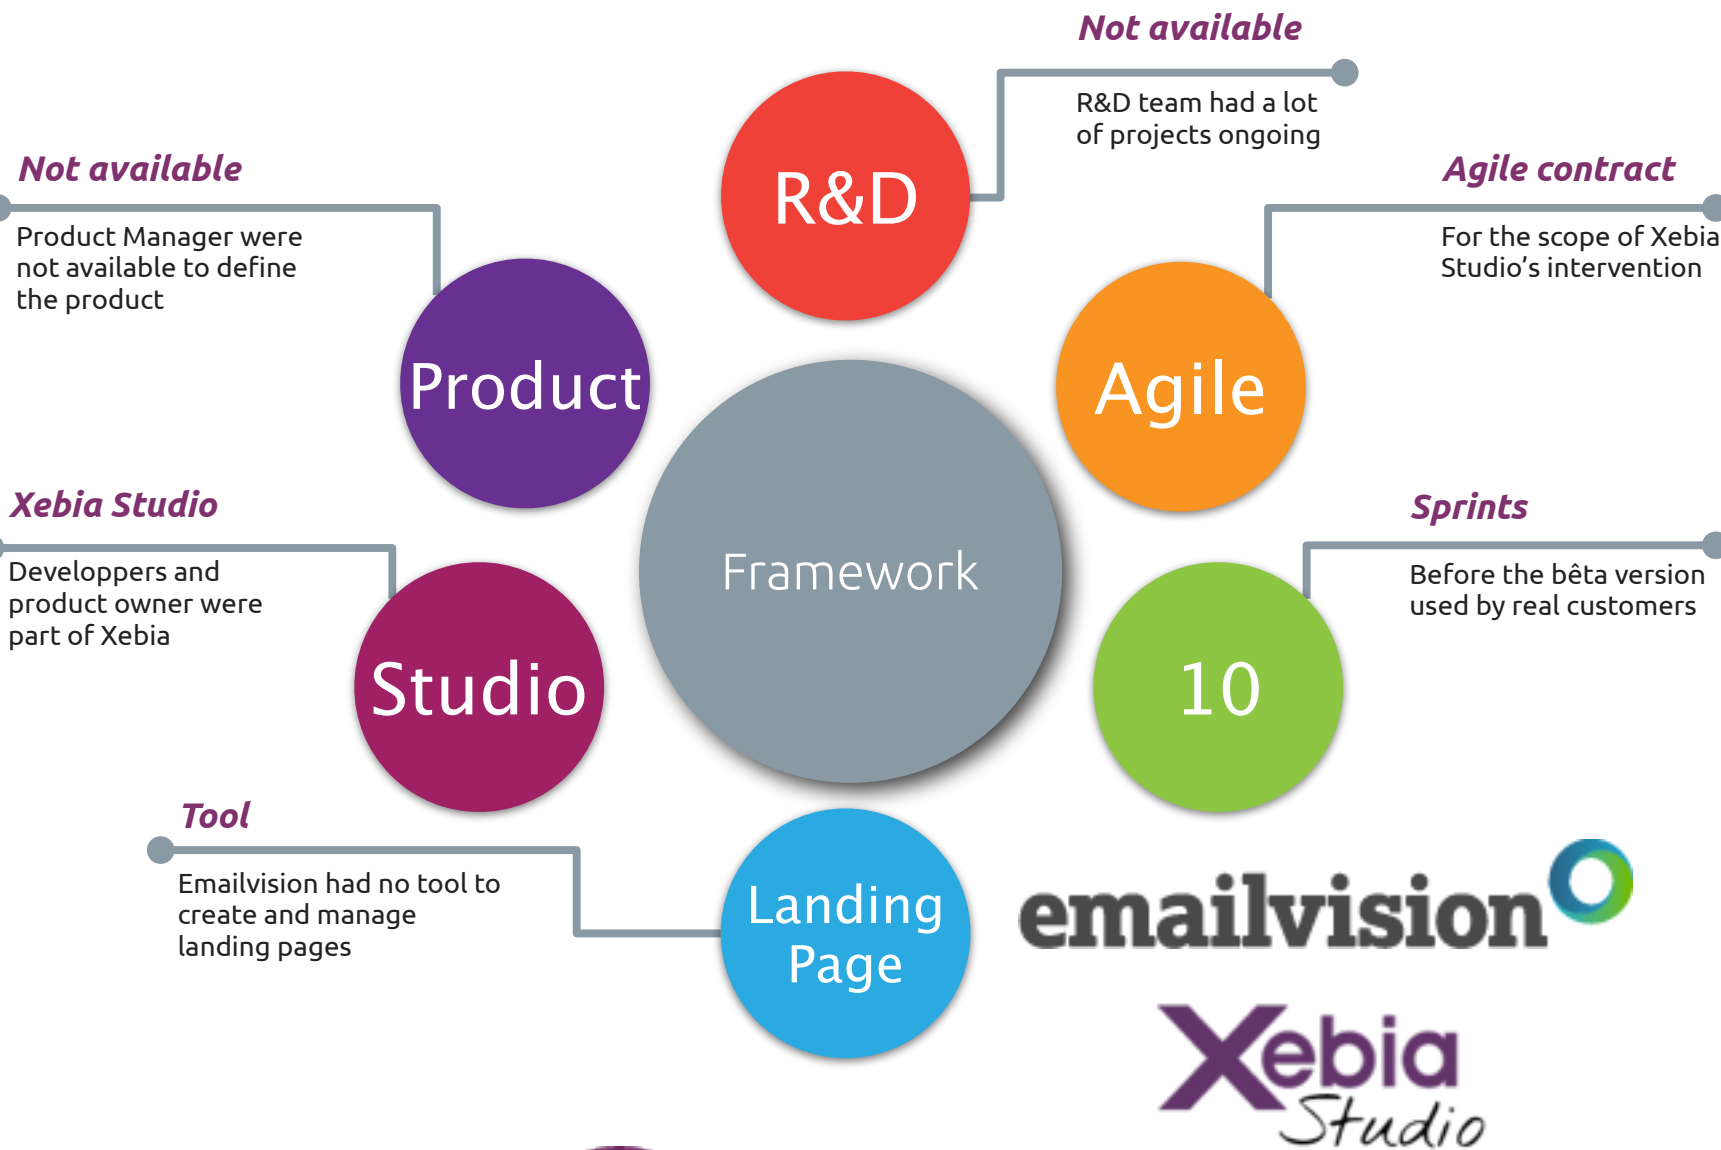 Not available
R&D team had a lot
of projects ongoing
R&D
Not available
Product Manager were
not available to define
the product
Product
Agile contract
For the scope of Xebia
Studio’s intervention
Agile
Framework
Xebia Studio
Developpers and
product owner were
part of Xebia
Studio
Sprints
Before the bêta version
used by real customers
10
Tool
Emailvision had no tool to
create and manage
landing pages
Landing
Page
emailvision
Xebia
Studio